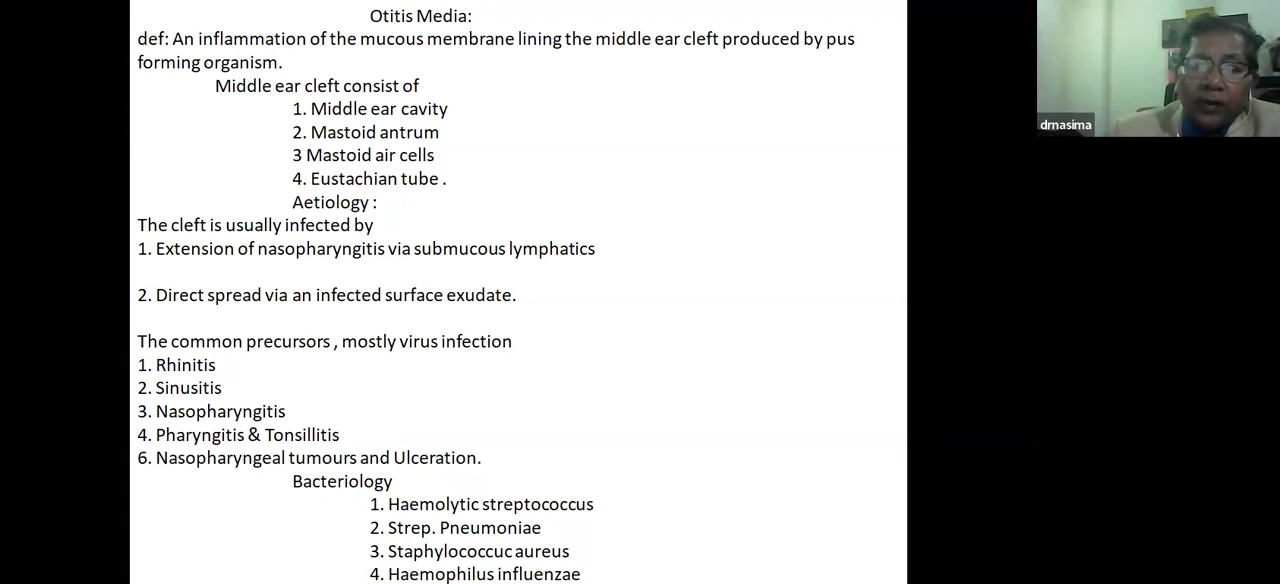 Otitis Media:
def: An inflammation of the mucous membrane lining the middle ear cleft produced by pus
forming organism.
Middle ear cleft consist of
1. Middle ear cavity
2. Mastoid antrum
3 Mastoid air cells
4. Eustachian tube .
Aetiology :
The cleft is usually infected by
1. Extension of nasopharyngitis via submucous lymphatics
2. Direct spread via an infected surface exudate.
The common precursors , mostly virus infection
1. Rhinitis
2. Sinusitis
3. Nasopharyngitis
4. Pharyngitis & Tonsillitis
6. Nasopharyngeal tumours and Ulceration.
Bacteriology
1. Haemolytic streptococcus
2. Strep. Pneumoniae
3. Staphylococcuc aureus
4. Haemophilus influenzae
drnasima